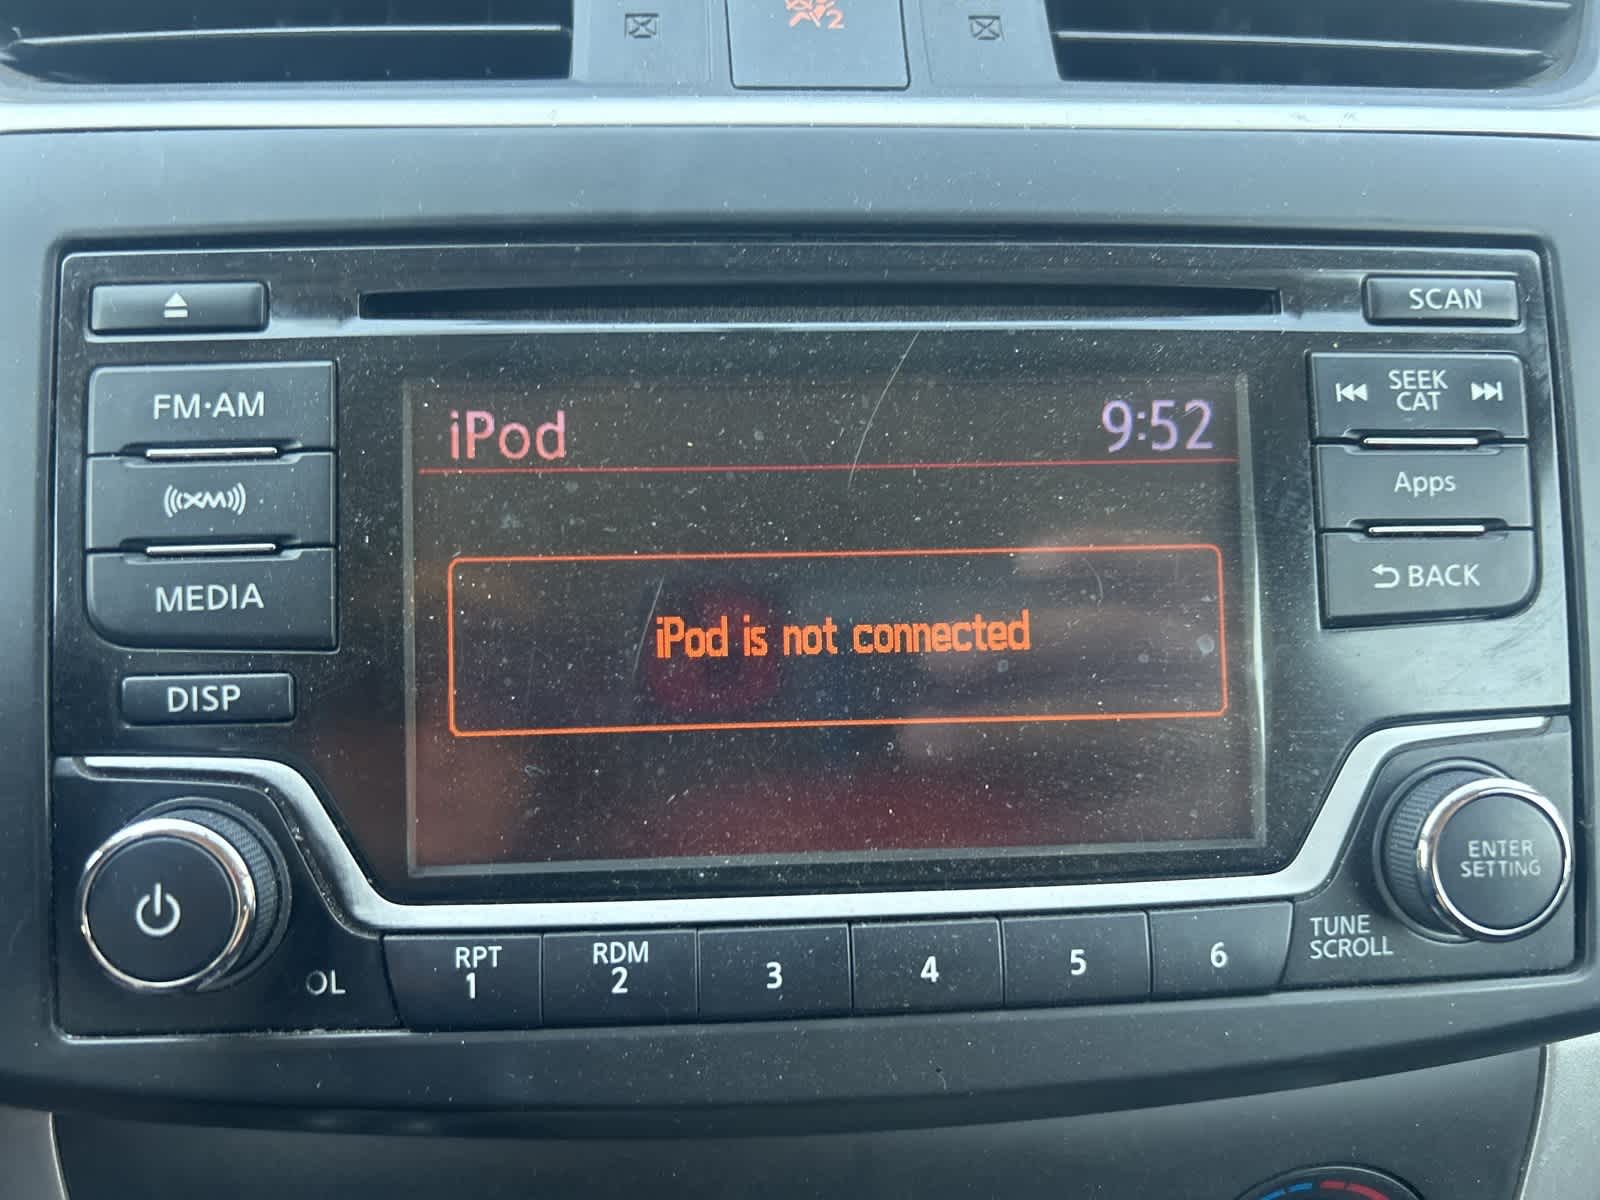 2
SCAN
FM·AM
SEEK
CAT
iPod
9:52
XM
Apps
MEDIA
BACK
iPod is not connected
DISP
ENTER
SETTING
TUNE
SCROLL
OL
RPT
1
RDM
2
3
4
5
6